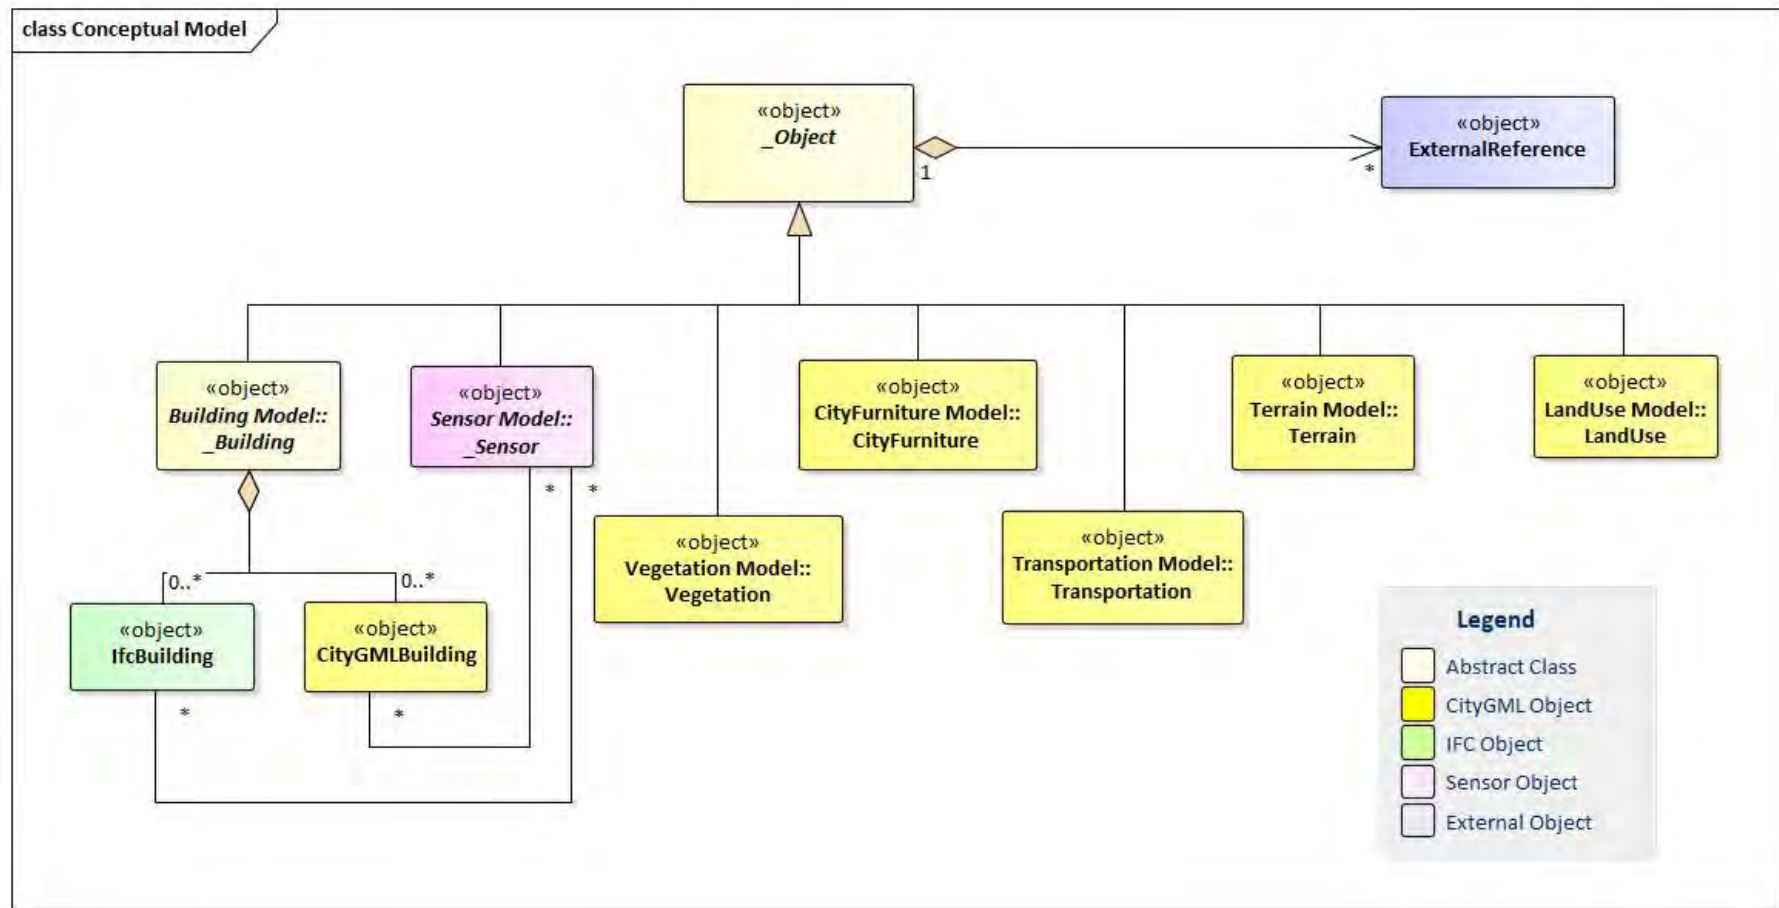 class Conceptual Model
«object»
_Object
«object»
ExternalReference
1
*
«object»
Building Model::
_Building
«object»
Sensor Model::
_Sensor
«object»
CityFurniture Model::
CityFurniture
«object»
Terrain Model::
Terrain
«object»
LandUse Model::
LandUse
*
*
«object»
Vegetation Model::
Vegetation
«object»
Transportation Model::
Transportation
0..*
0..*
«object»
IfcBuilding
«object»
CityGMLBuilding
*
*
Legend
Abstract Class
CityGML Object
IFC Object
Sensor Object
External Object